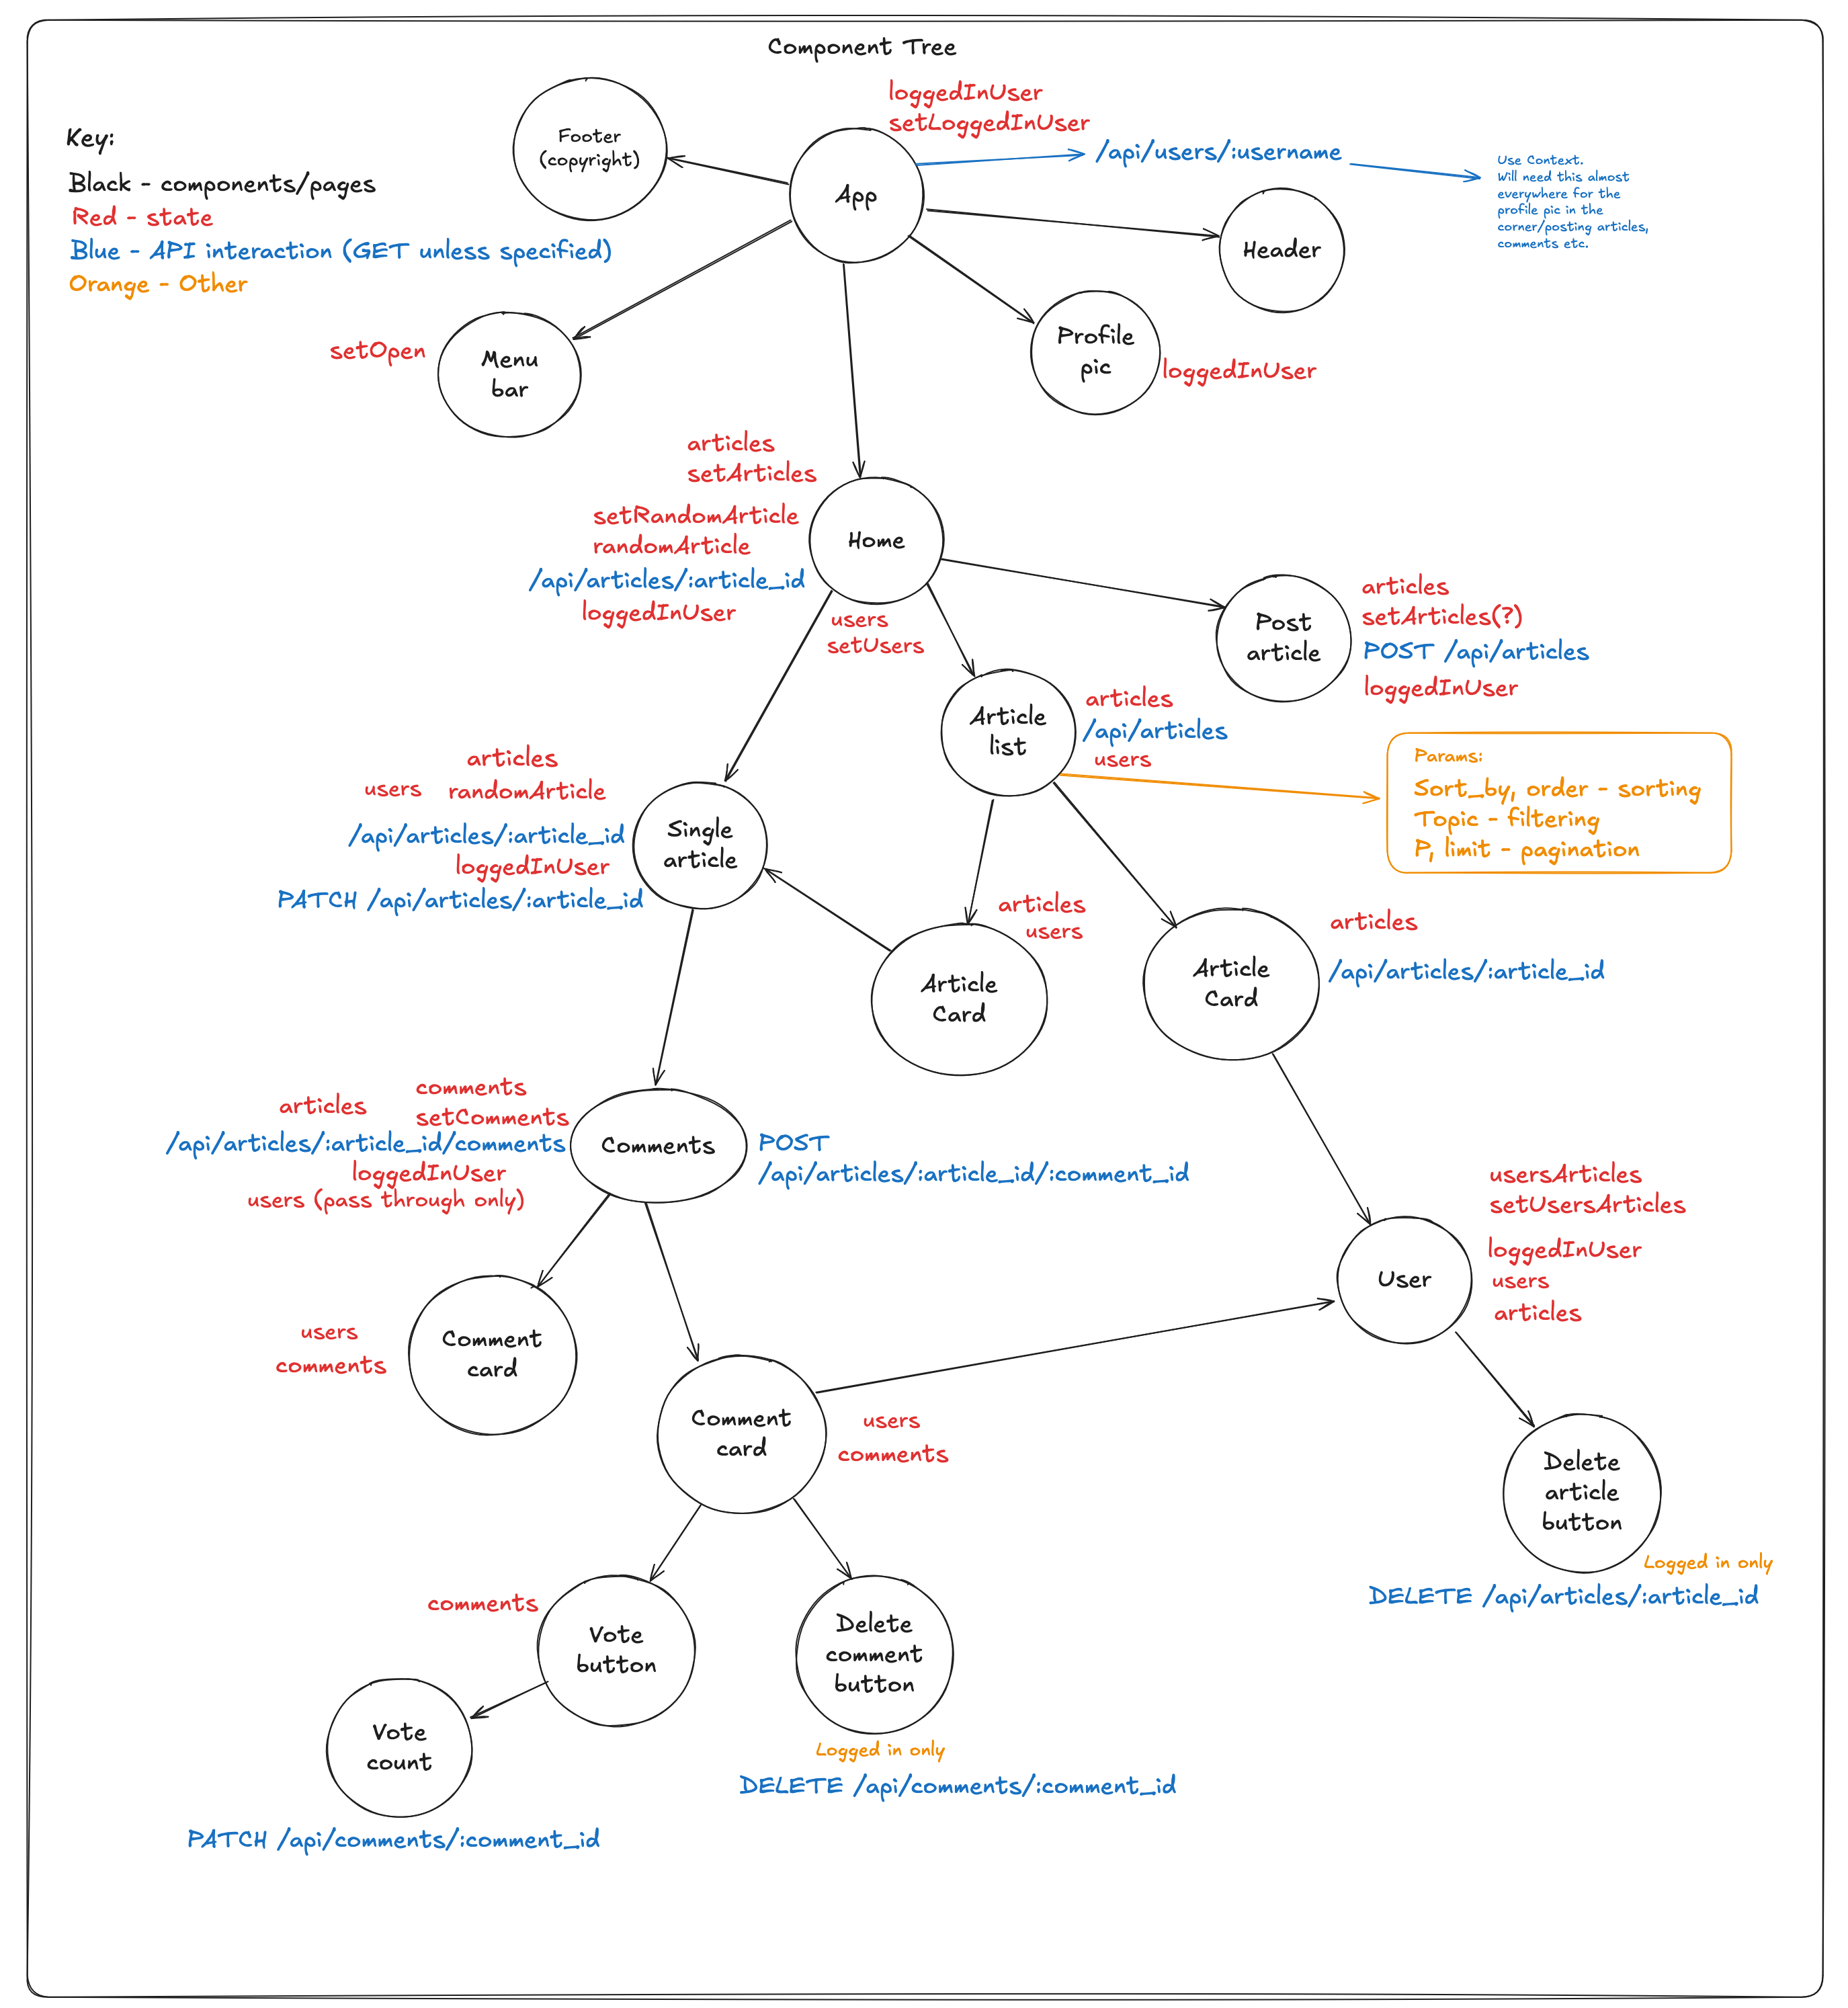 Component Tree
Key:
Black - components/pages
Red - state
Blue - API interaction (GET unless specified)
Orange - Other
Footer
(copyright)
loggedInUser
setLoggedInUser
App
/api/users/:username
Use Context.
Will need this almost
everywhere for the
profile pic in the
corner/posting articles,
comments etc.
Header
Profile
pic
loggedInUser
setOpen
Menu
bar
articles
setArticles
setRandomArticle
randomArticle
/api/articles/:article_id
loggedInUser
Home
users
setUsers
Post
article
articles
setArticles(?)
POST /api/articles
loggedInUser
Article
list
articles
/api/articles
users
Params:
Sort_by, order - sorting
Topic - filtering
P, limit - pagination
articles
users
randomArticle
/api/articles/:article_id
loggedInUser
PATCH /api/articles/:article_id
Single
article
articles
users
Article
Card
Article
Card
articles
/api/articles/:article_id
comments
setComments
articles
/api/articles/:article_id/comments
loggedInUser
users (pass through only)
Comments
POST
/api/articles/:article_id/:comment_id
usersArticles
setUsersArticles
loggedInUser
users
articles
User
users
comments
Comment
card
Comment
card
users
comments
Delete
article
button
Logged in only
DELETE /api/articles/:article_id
comments
Vote
button
Delete
comment
button
Logged in only
DELETE /api/comments/:comment_id
Vote
count
PATCH /api/comments/:comment_id